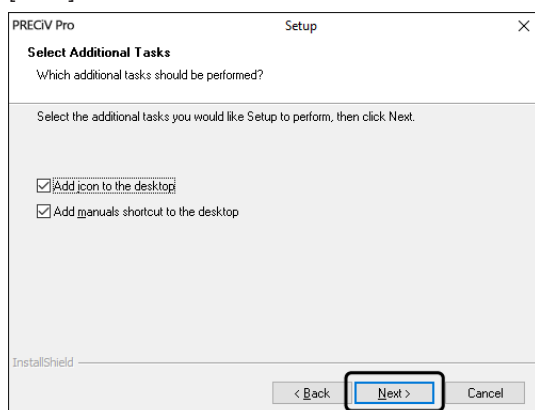 PRECiV Pro Setup
Select Additional Tasks
Which additional tasks should be performed?
Select the additional tasks you would like Setup to perform, then click Next.
Add icon to the desktop
Add manuals shortcut to the desktop
InstallShield
< Back Next > Cancel